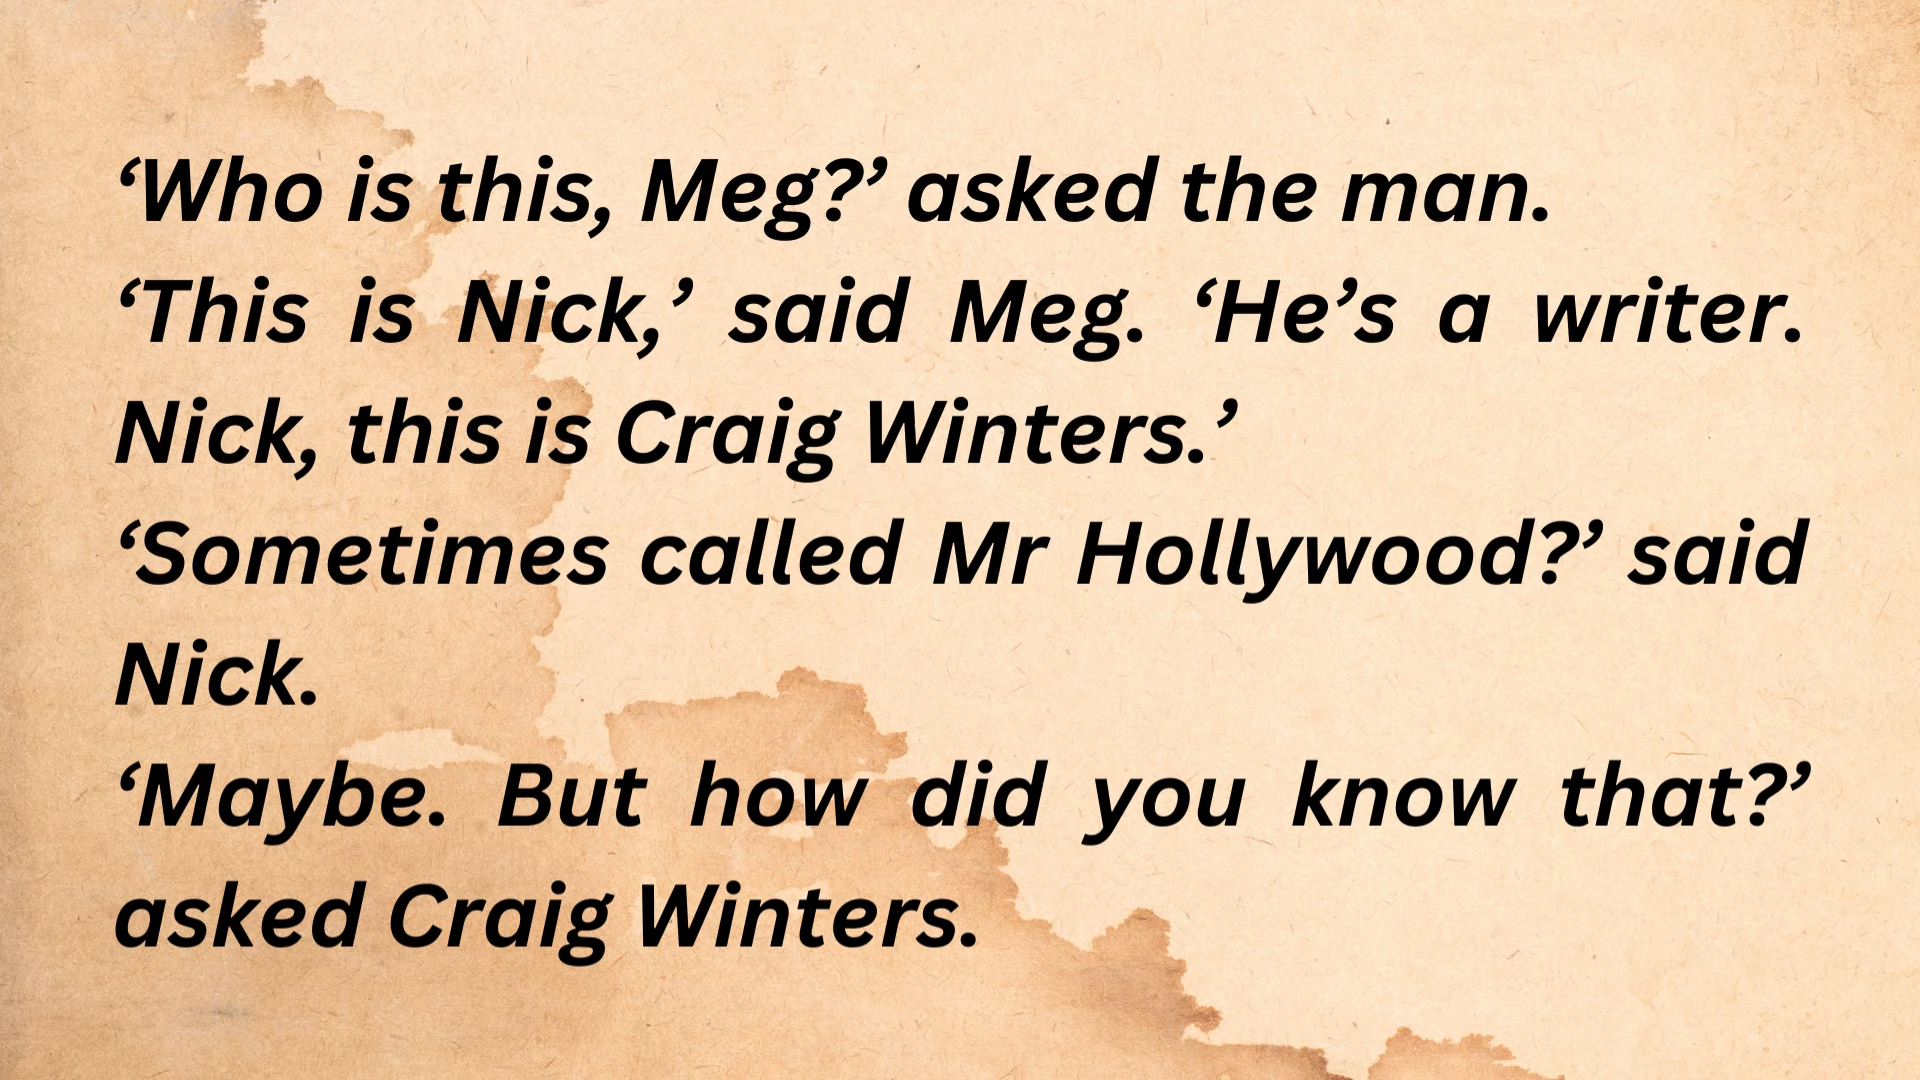 ‘Who is this, Meg?’ asked the man.
‘This is Nick,’ said Meg. ‘He’s a writer.
Nick, this is Craig Winters.’
‘Sometimes called Mr Hollywood?’ said
Nick.
‘Maybe. But how did you know that?’
asked Craig Winters.